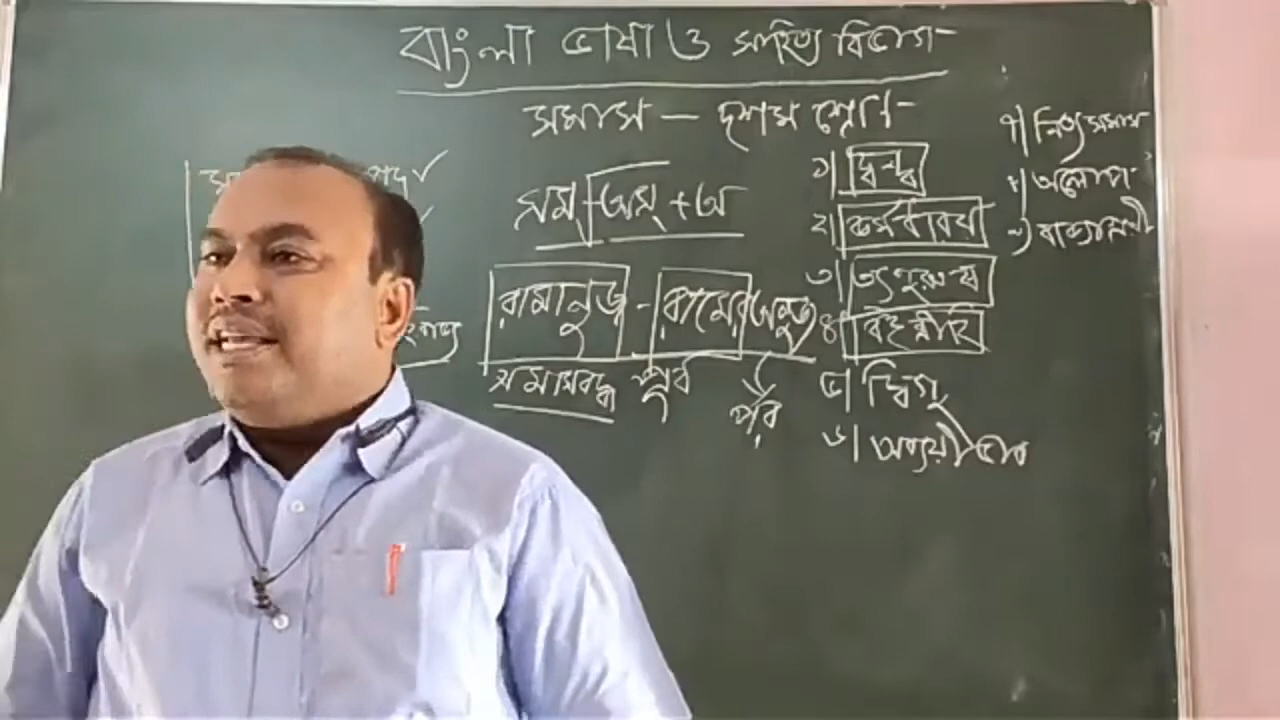 বাংলা ভাষা ও সাহিত্য বিভাগ
সমাস — দশম শ্রেণি
সম্ + অস্ + অ
রামানুজ - রামের অনুজ
সমাসবদ্ধ পূর্ব পর
১| দ্বন্দ্ব
২| কর্মধারয়
৩| তৎপুরুষ
৪| বহুব্রীহি
৫| দ্বিগু
৬| অব্যয়ীভাব
৭| নিত্য সমাস
৮| অলোপ
৯) বাক্যাশ্রয়ী